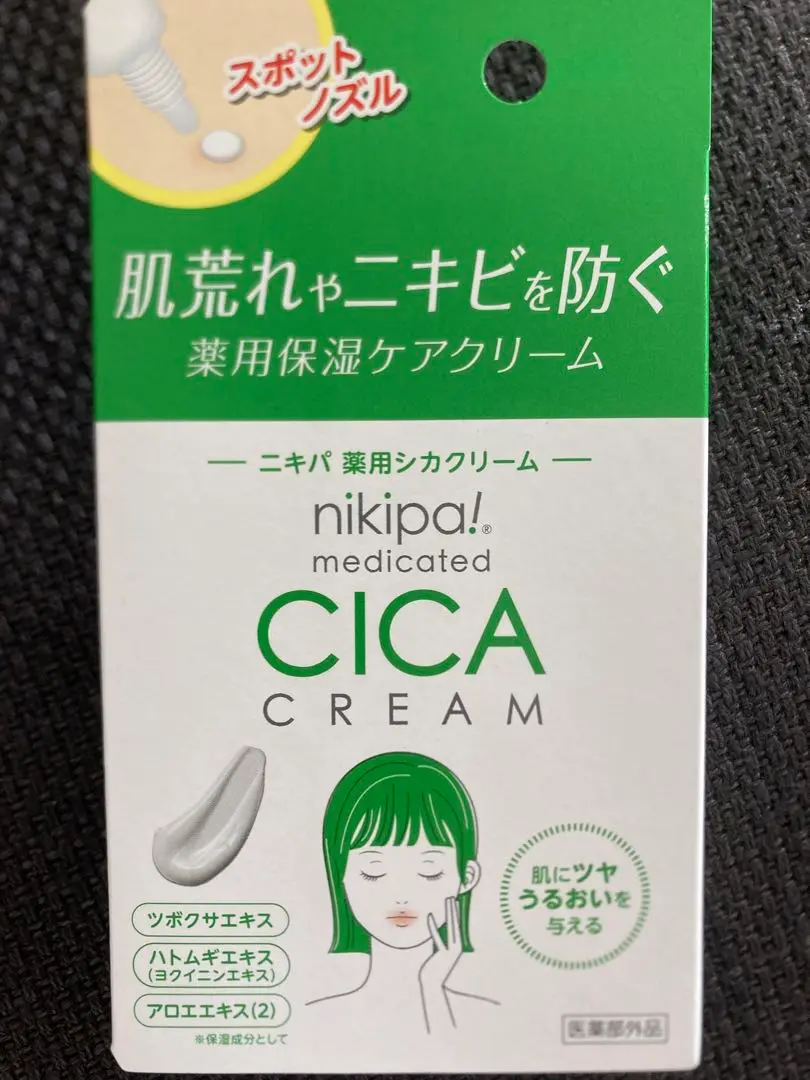 スポット
ノズル
肌荒れやニキビを防ぐ
薬用保湿ケアクリーム
ニキパ 薬用シカクリーム
nikipa!®
medicated
CICA
CREAM
肌にツヤ
うるおいを
与える
ツボクサエキス
ハトムギエキス
(ヨクイニンエキス)
アロエエキス(2)
※保湿成分として
医薬部外品